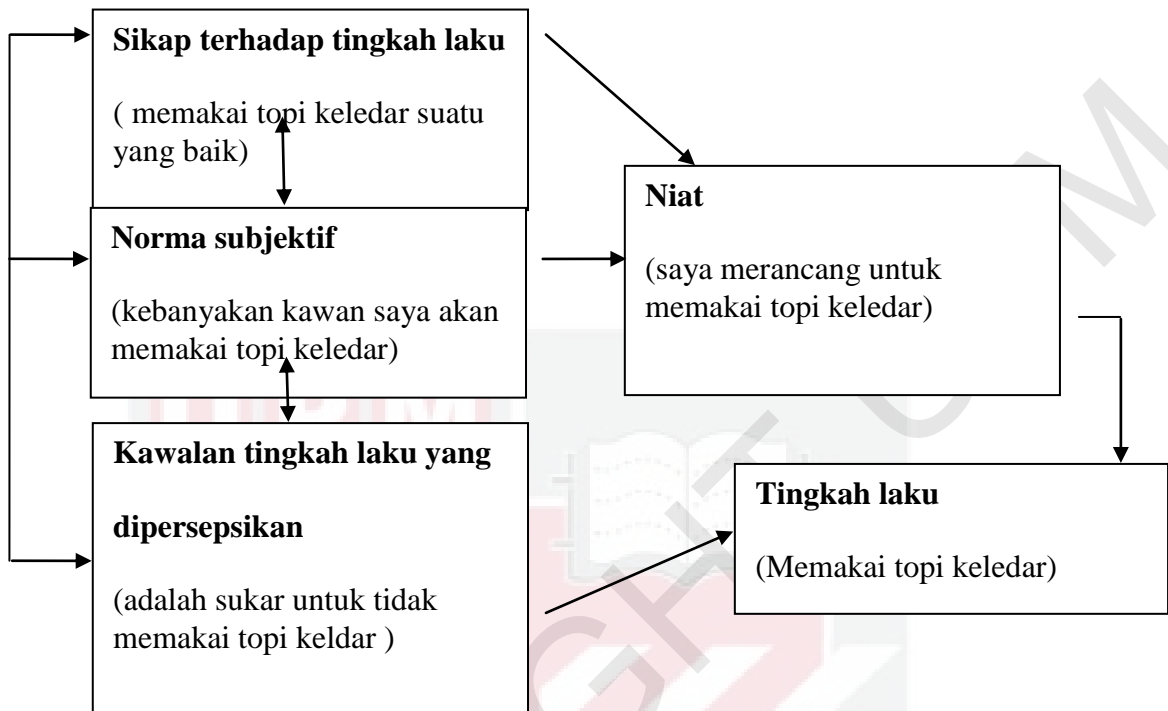 Sikap terhadap tingkah laku
( memakai topi keledar suatu
yang baik)
Norma subjektif
(kebanyakan kawan saya akan
memakai topi keledar)
Kawalan tingkah laku yang
dipersepsikan
(adalah sukar untuk tidak
memakai topi keldar )
Niat
(saya merancang untuk
memakai topi keledar)
Tingkah laku
(Memakai topi keledar)